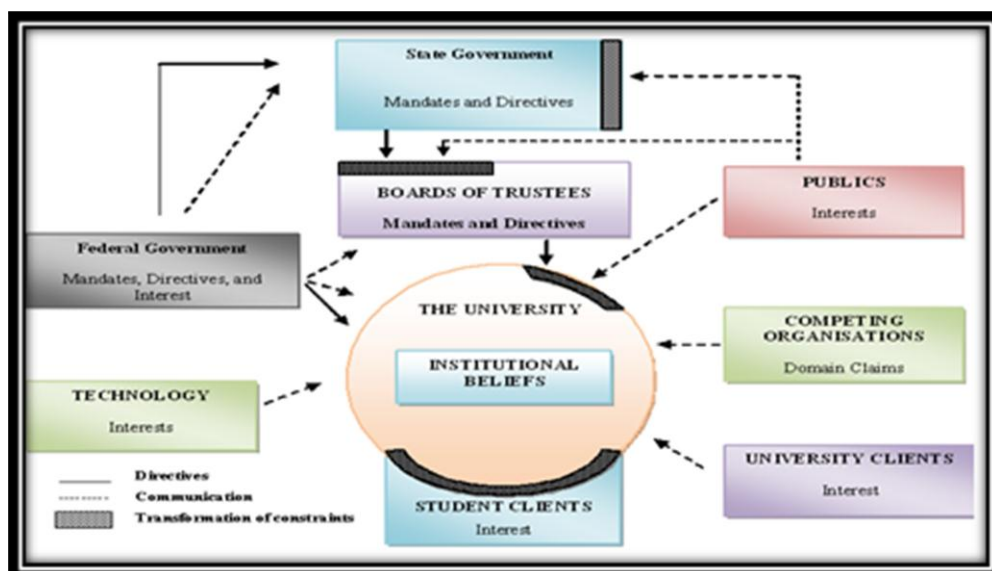 State Government
Mandates and Directives
BOARDS OF TRUSTEES
Mandates and Directives
PUBLICS
Interests
Federal Government
Mandates, Directives, and
Interest
THE UNIVERSITY
INSTITUTIONAL
BELIEFS
COMPETING
ORGANISATIONS
Domain Claims
TECHNOLOGY
Interests
UNIVERSITY CLIENTS
Interest
STUDENT CLIENTS
Interest
Directives
Communication
Transformation of constraints